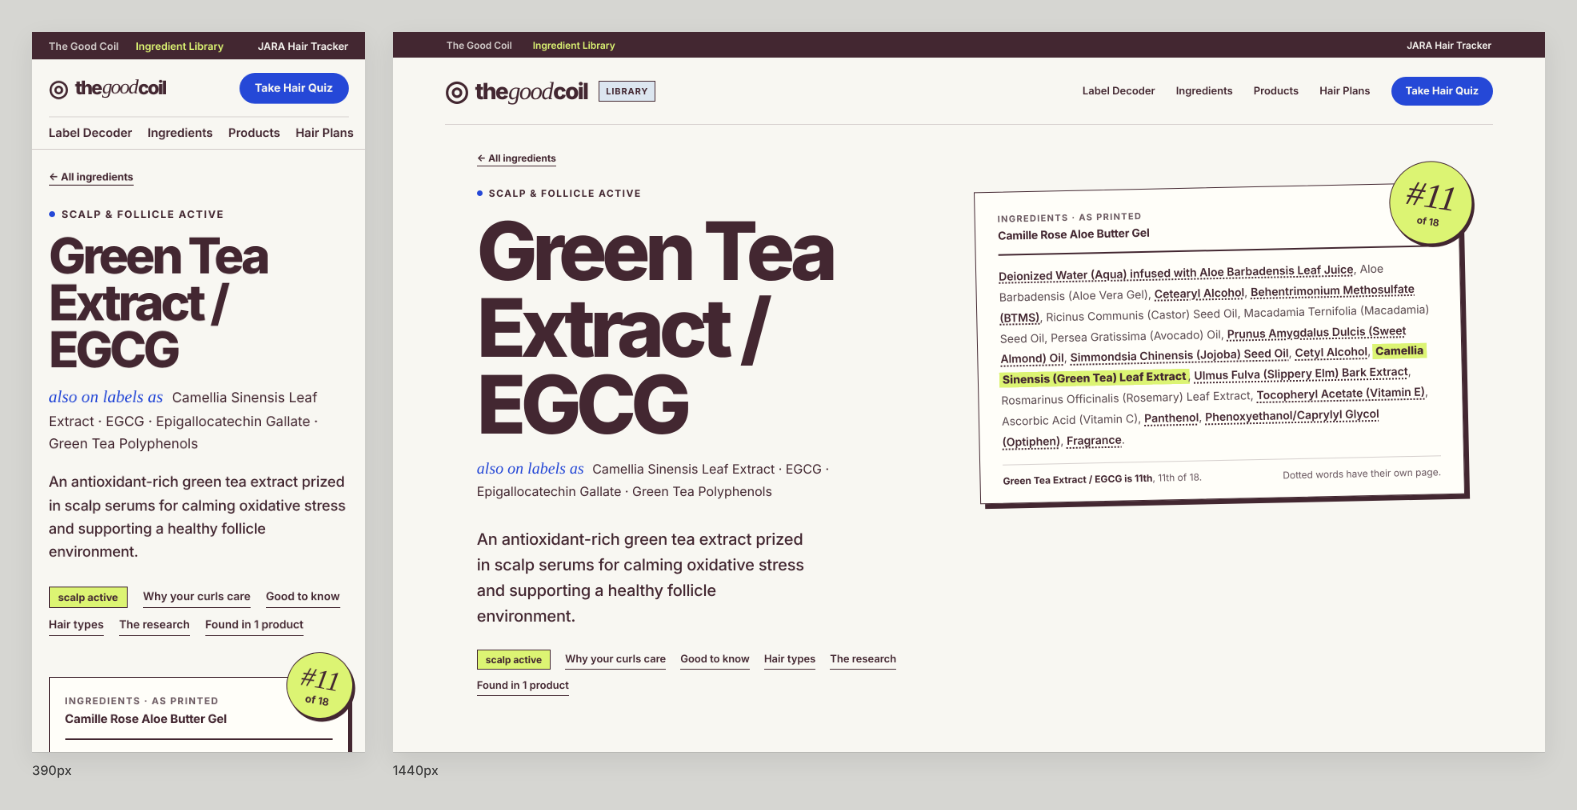 The Good Coil Ingredient Library JARA Hair Tracker
thegoodcoil Take Hair Quiz
Label Decoder Ingredients Products Hair Plans
← All ingredients
SCALP & FOLLICLE ACTIVE
Green Tea
Extract /
EGCG
also on labels as Camellia Sinensis Leaf
Extract · EGCG · Epigallocatechin Gallate ·
Green Tea Polyphenols
An antioxidant-rich green tea extract prized
in scalp serums for calming oxidative stress
and supporting a healthy follicle
environment.
scalp active Why your curls care Good to know
Hair types The research Found in 1 product
#11
of 18
INGREDIENTS · AS PRINTED
Camille Rose Aloe Butter Gel
390px
The Good Coil Ingredient Library JARA Hair Tracker
thegoodcoil LIBRARY Label Decoder Ingredients Products Hair Plans Take Hair Quiz
← All ingredients
SCALP & FOLLICLE ACTIVE
Green Tea
Extract /
EGCG
also on labels as Camellia Sinensis Leaf Extract · EGCG ·
Epigallocatechin Gallate · Green Tea Polyphenols
An antioxidant-rich green tea extract prized
in scalp serums for calming oxidative stress
and supporting a healthy follicle
environment.
scalp active Why your curls care Good to know Hair types The research
Found in 1 product
#11
of 18
INGREDIENTS · AS PRINTED
Camille Rose Aloe Butter Gel
Deionized Water (Aqua) infused with Aloe Barbadensis Leaf Juice, Aloe
Barbadensis (Aloe Vera Gel), Cetearyl Alcohol, Behentrimonium Methosulfate
(BTMS), Ricinus Communis (Castor) Seed Oil, Macadamia Ternifolia (Macadamia)
Seed Oil, Persea Gratissima (Avocado) Oil, Prunus Amygdalus Dulcis (Sweet
Almond) Oil, Simmondsia Chinensis (Jojoba) Seed Oil, Cetyl Alcohol, Camellia
Sinensis (Green Tea) Leaf Extract, Ulmus Fulva (Slippery Elm) Bark Extract,
Rosmarinus Officinalis (Rosemary) Leaf Extract, Tocopheryl Acetate (Vitamin E),
Ascorbic Acid (Vitamin C), Panthenol, Phenoxyethanol/Caprylyl Glycol
(Optiphen), Fragrance.
Green Tea Extract / EGCG is 11th, 11th of 18. Dotted words have their own page.
1440px